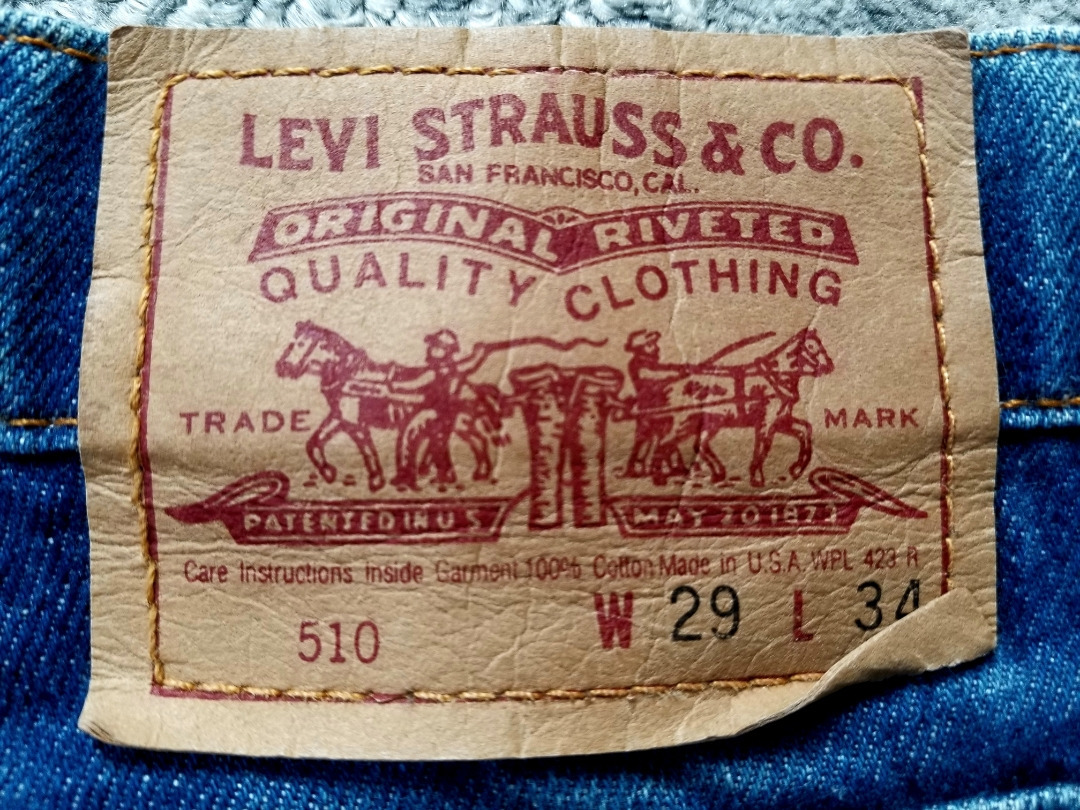 LEVI STRAUSS & CO.
SAN FRANCISCO, CAL.
ORIGINAL RIVETED
QUALITY CLOTHING
TRADE MARK
PATENTED IN U S MAY 20 1873
Care Instructions Inside Garment 100% Cotton Made in U.S.A. WPL 423 R
510 W 29 L 34